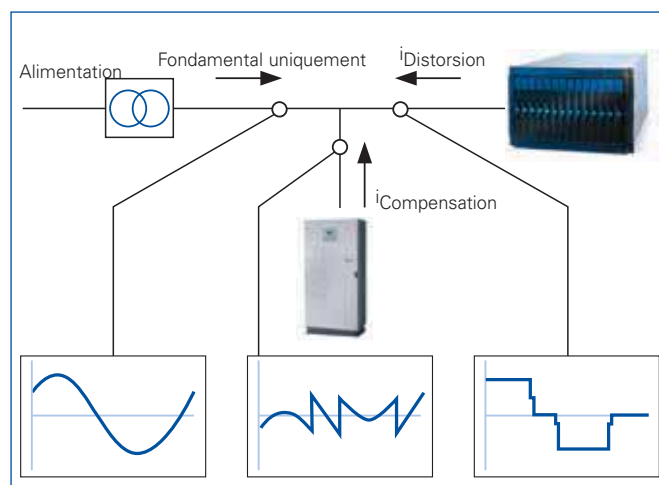 Fondamental uniquement
iDistorsion
Alimentation
iCompensation